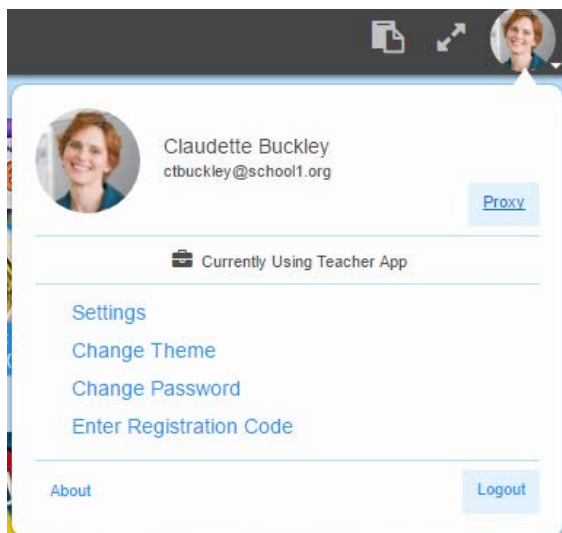 Claudette Buckley
ctbuckley@school1.org
Proxy
Currently Using Teacher App
Settings
Change Theme
Change Password
Enter Registration Code
About
Logout